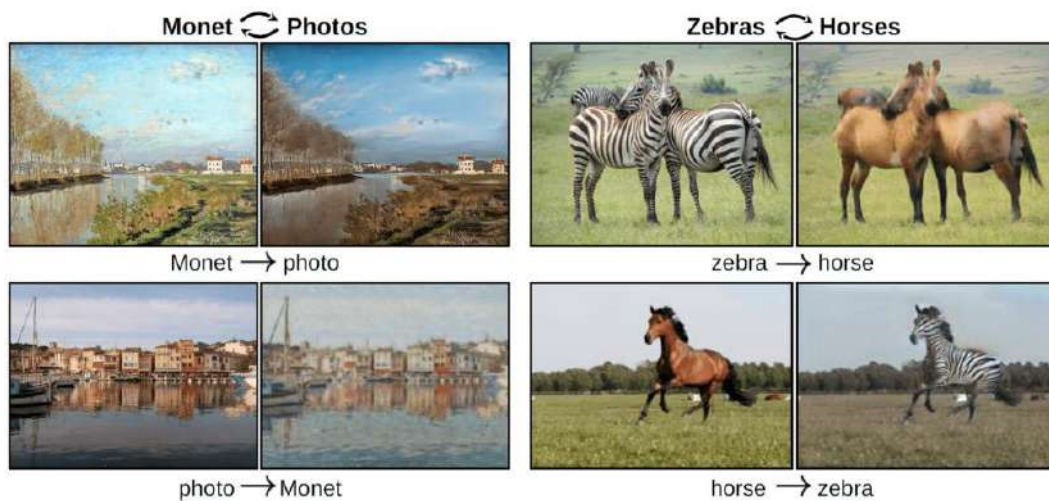 Monet Photos
Zebras Horses
Monet → photo
zebra → horse
photo → Monet
horse → zebra